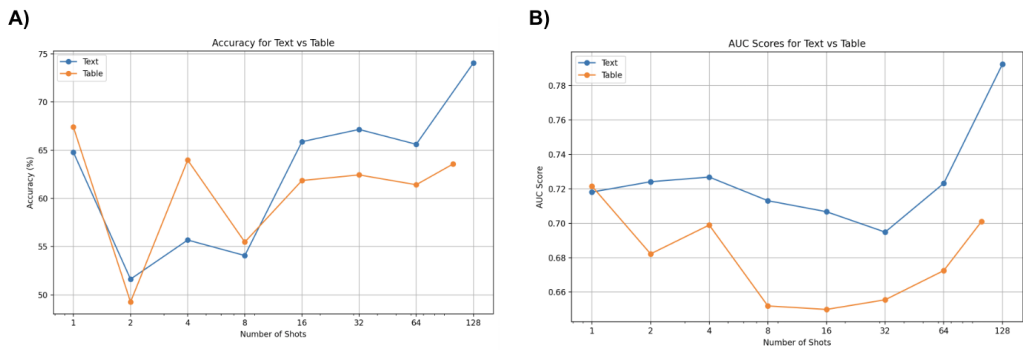 A)
Accuracy for Text vs Table
Text
Table
75
70
65
60
55
50
Accuracy (%)
1 2 4 8 16 32 64 128
Number of Shots
B)
AUC Scores for Text vs Table
Text
Table
0.78
0.76
0.74
0.72
0.70
0.68
0.66
AUC Score
1 2 4 8 16 32 64 128
Number of Shots